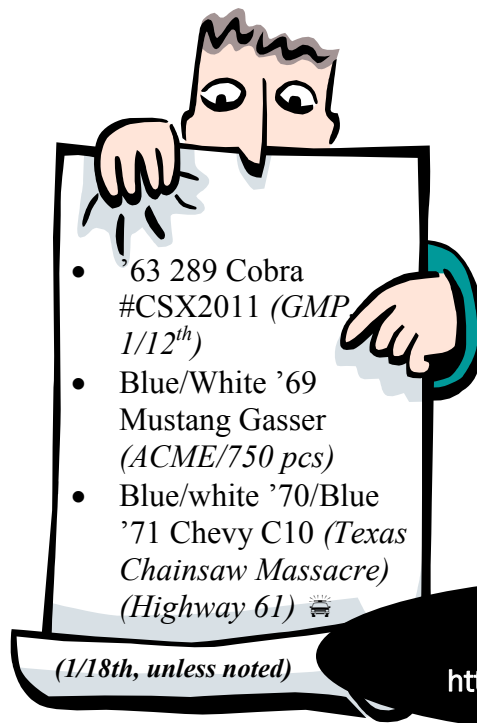 • ’63 289 Cobra
#CSX2011 (GMP,
1/12th)
• Blue/White ’69
Mustang Gasser
(ACME/750 pcs)
• Blue/white ’70/Blue
’71 Chevy C10 (Texas
Chainsaw Massacre)
(Highway 61) 🚔
(1/18th, unless noted)
htt